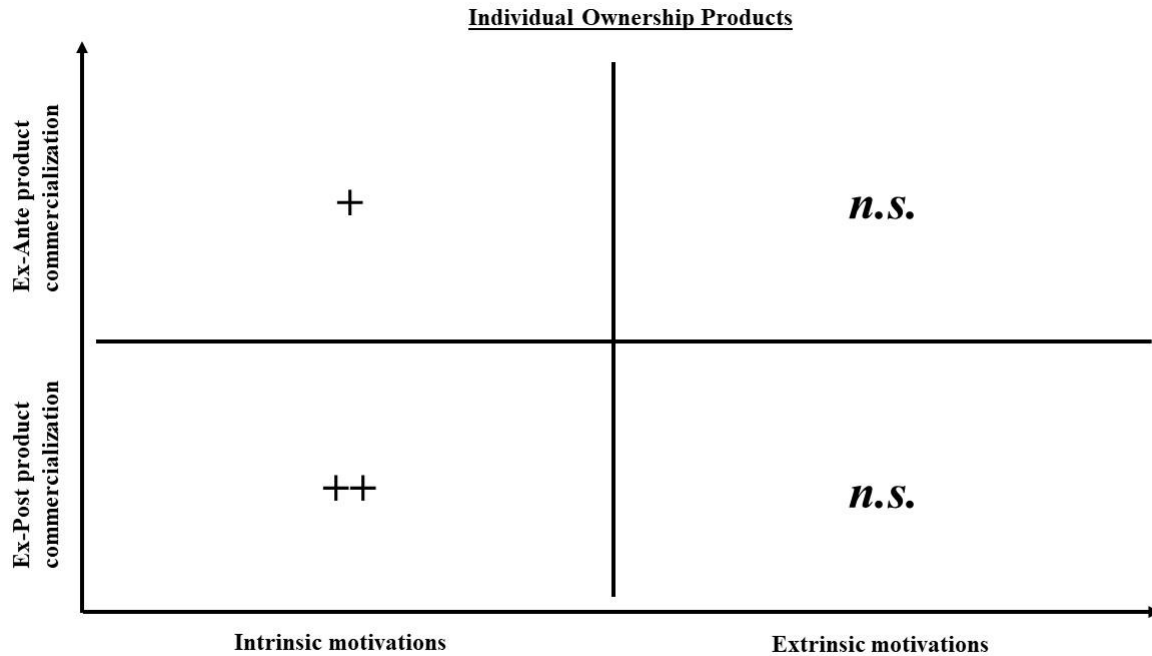 Individual Ownership Products
Ex-Ante product
commercialization
+
n.s.
Ex-Post product
commercialization
++
n.s.
Intrinsic motivations
Extrinsic motivations